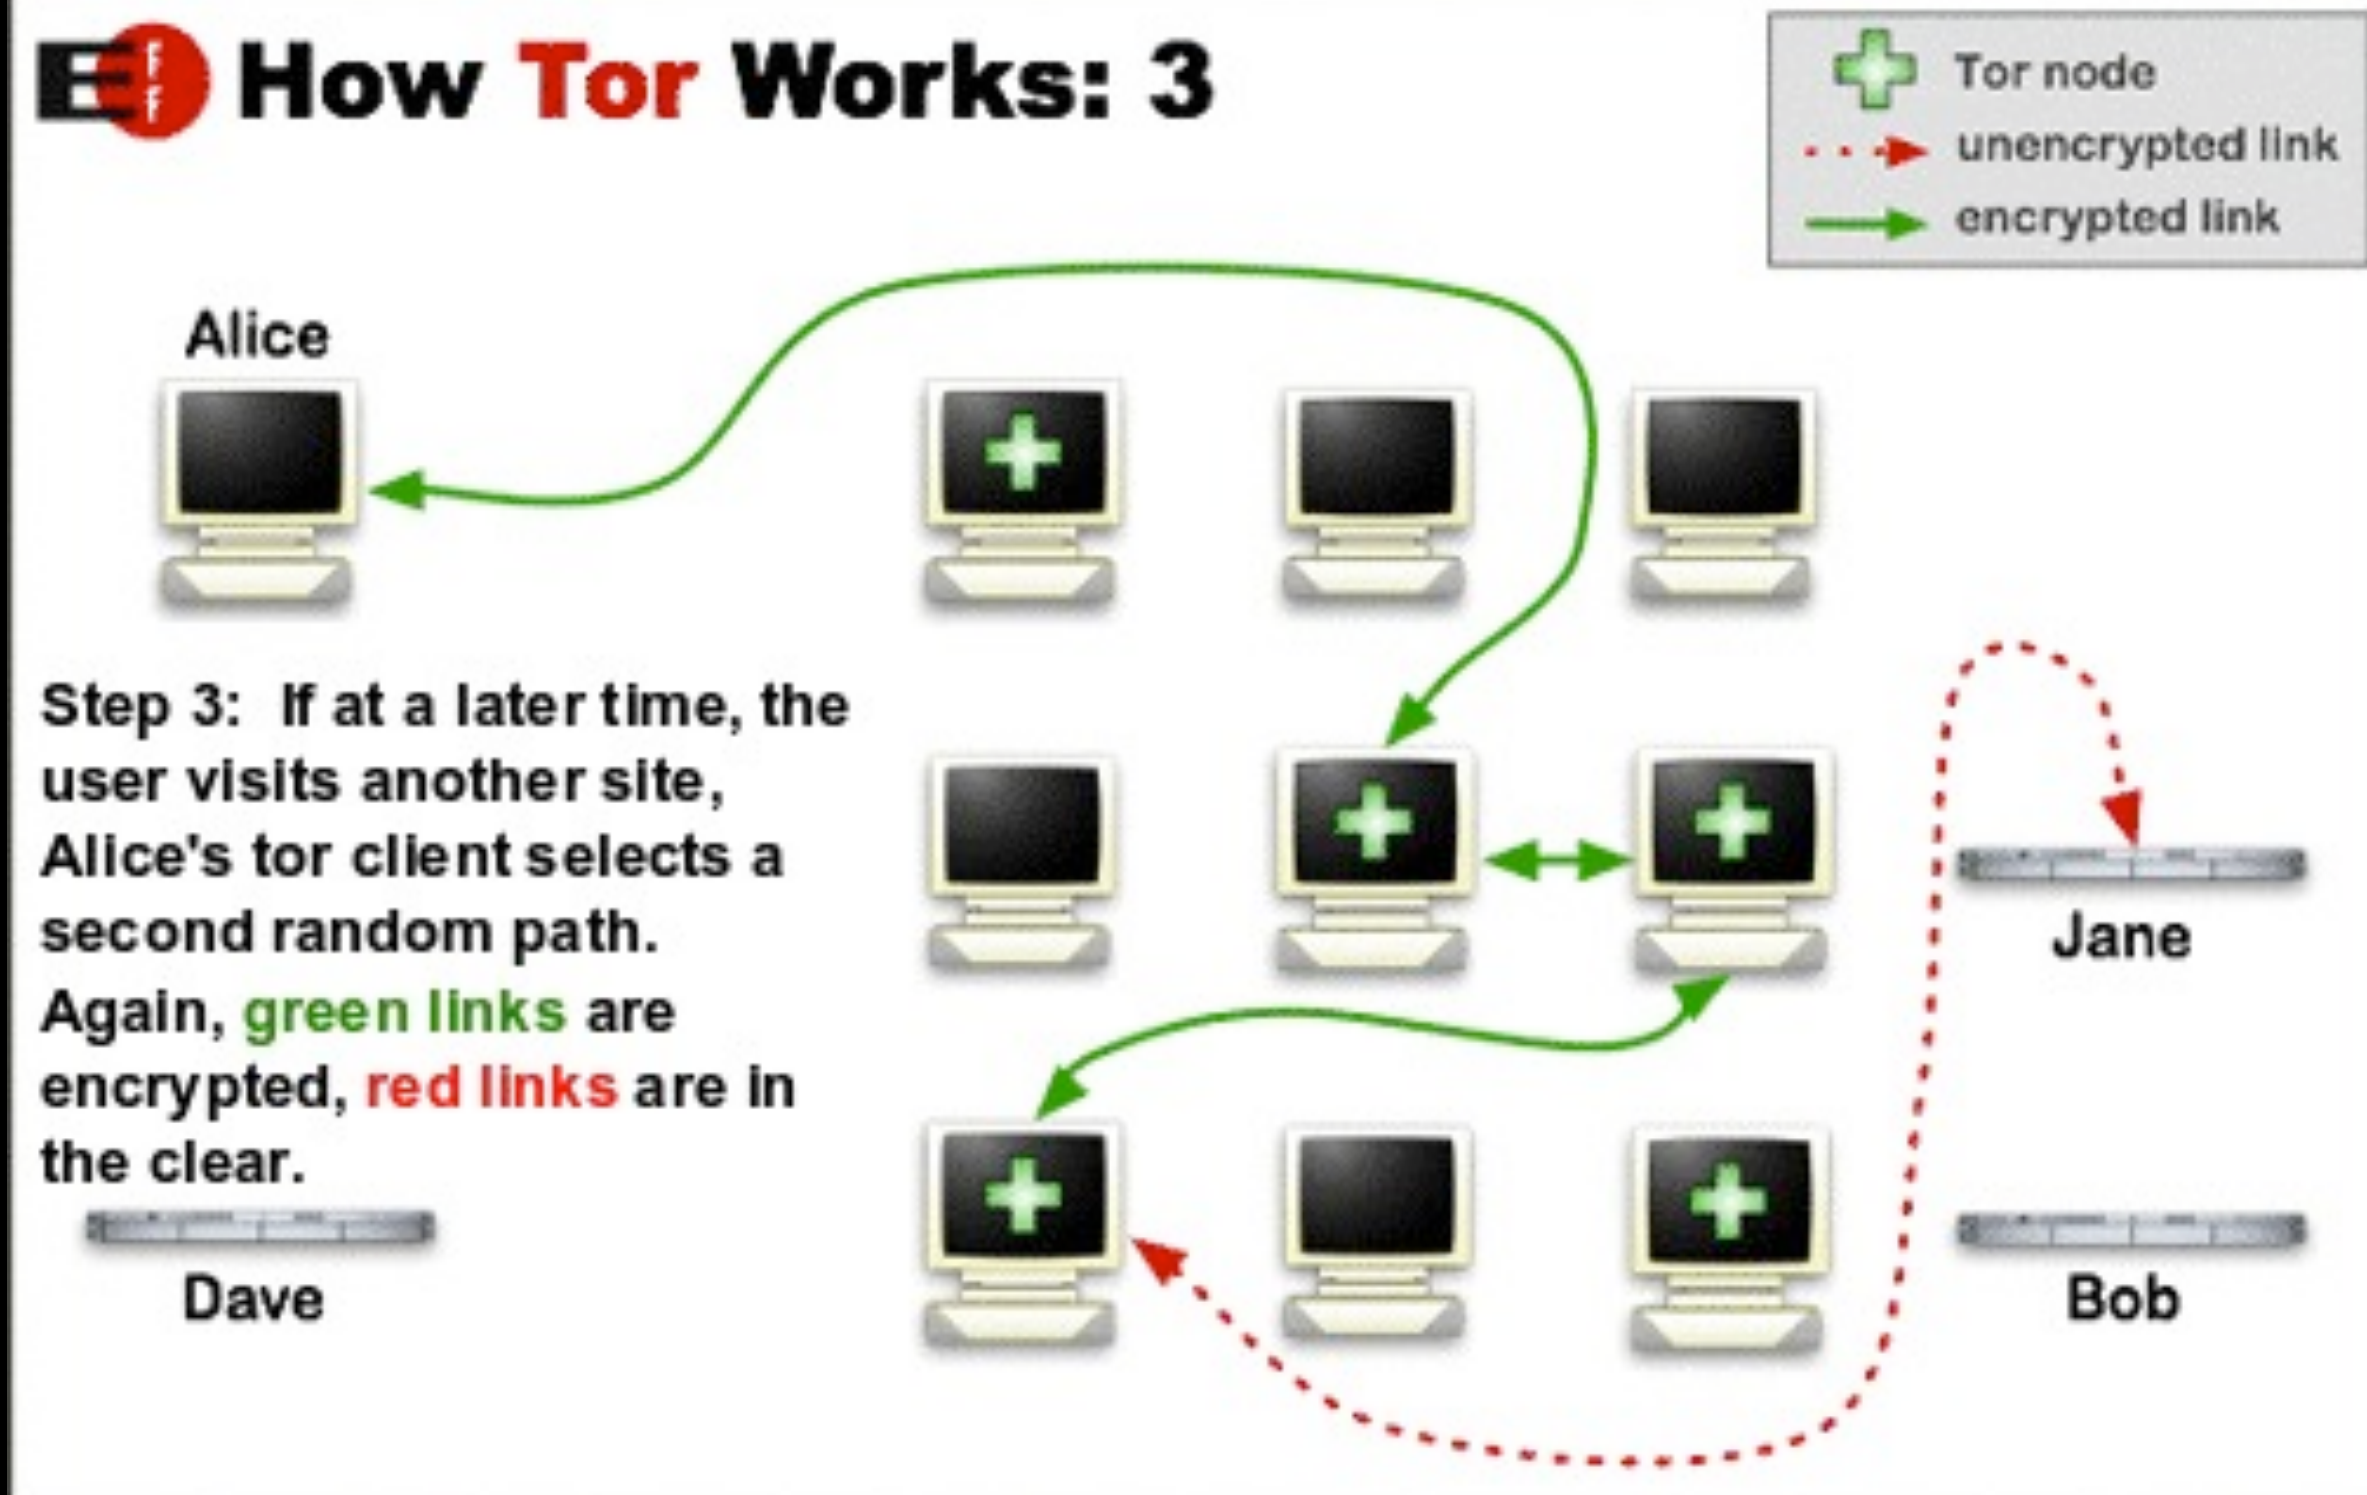 EFF How Tor Works: 3
Tor node
unencrypted link
encrypted link
Alice
Step 3: If at a later time, the
user visits another site,
Alice's tor client selects a
second random path.
Again, green links are
encrypted, red links are in
the clear.
Jane
Dave
Bob